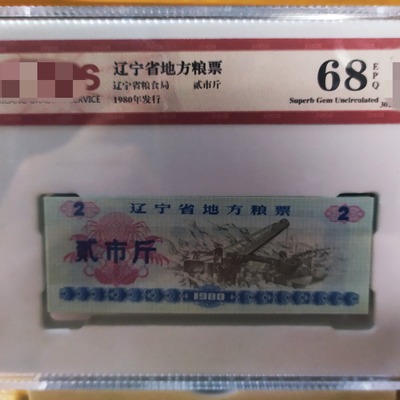 辽宁省地方粮票
辽宁省粮食局 贰市斤
1980年发行
S
SERVICE
68
EPQ
Superb Gem Uncirculated
2 辽宁省地方粮票 2
贰市斤
1980